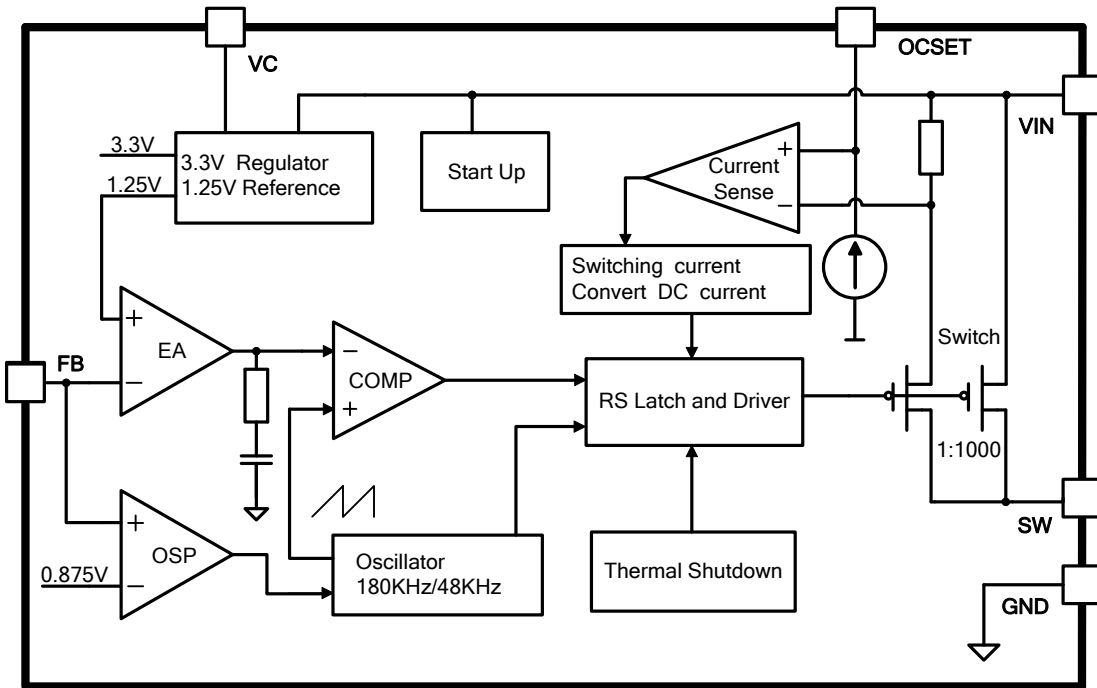 VC
OCSET
VIN
3.3V
3.3V Regulator
1.25V
1.25V Reference
Start Up
+
Current
Sense
−
Switching current
Convert DC current
+
EA
−
FB
−
COMP
+
Switch
RS Latch and Driver
1:1000
+
OSP
−
0.875V
Oscillator
180KHz/48KHz
Thermal Shutdown
SW
GND